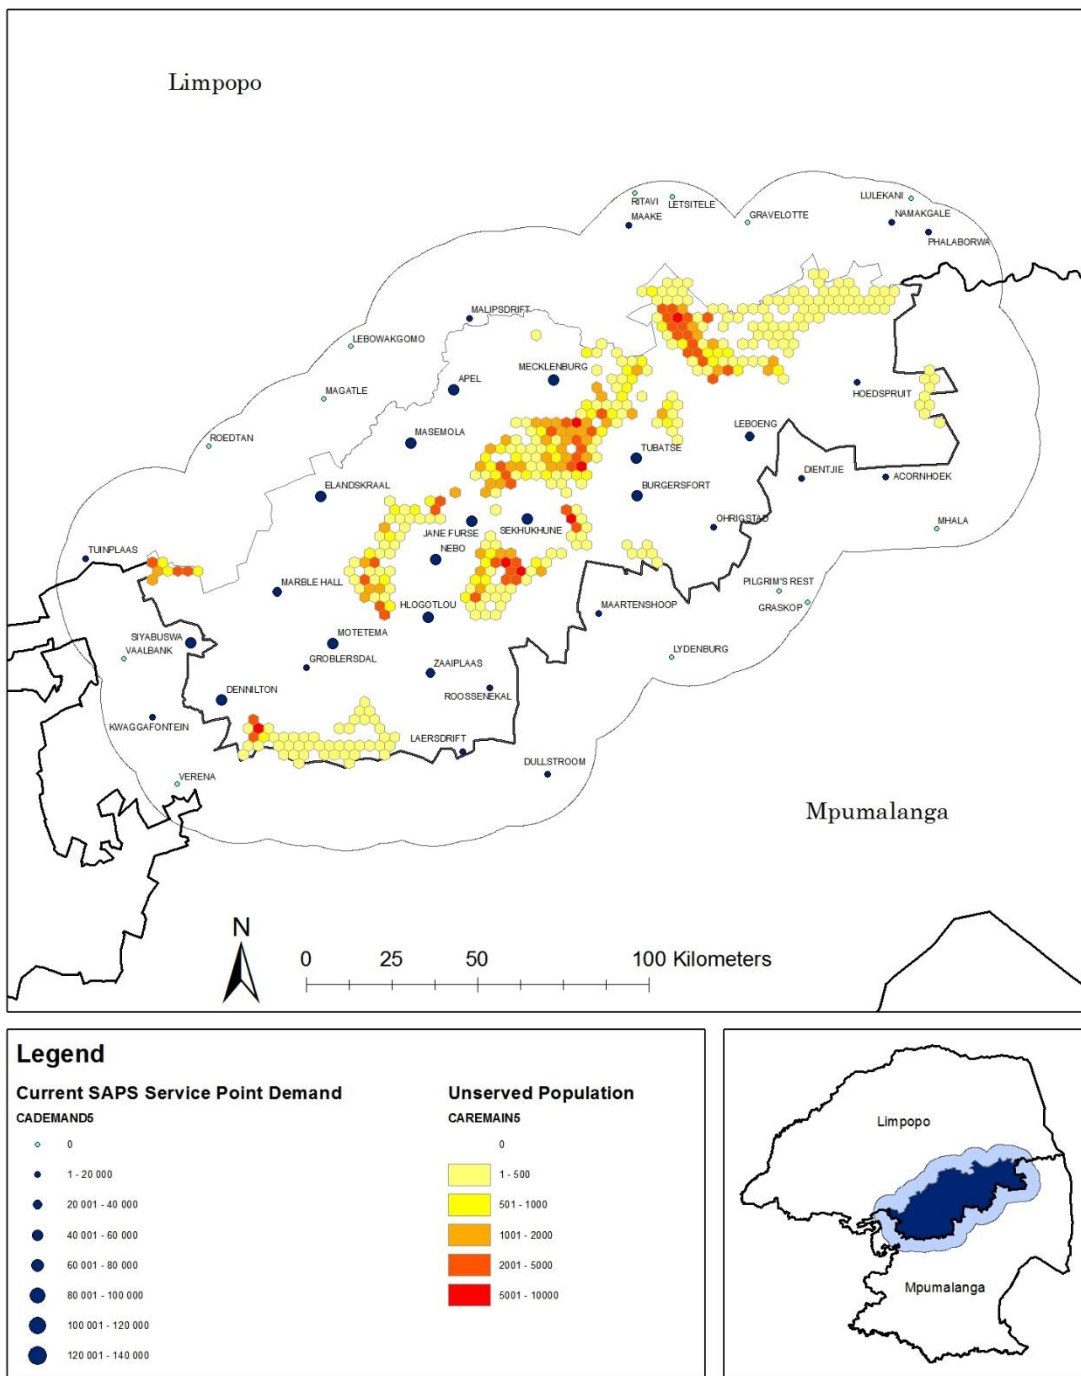 Limpopo
LULEKANI
RITAVI
LETSITELE
NAMAKGALE
MAAKE
GRAVELOTTE
PHALABORWA
MALIPSDRIFT
LEBOWAKGOMO
MECKLENBURG
APEL
HOEDSPRUIT
MAGATLE
LEBOENG
MASEMOLA
ROEDTAN
TUBATSE
DIENTJIE
ACORNHOEK
ELANDSKRAAL
BURGERSFORT
JANE FURSE
SEKHUKHUNE
OHRIGSTAD
MHALA
TUINPLAAS
NEBO
MARBLE HALL
PILGRIM'S REST
GRASKOP
HLOGOTLOU
MAARTENSHOOP
MOTETEMA
SIYABUSWA
VAALBANK
GROBLERSDAL
ZAAIPLAAS
LYDENBURG
ROOSSENEKAL
DENNILTON
KWAGGAFONTEIN
LAERSDRIFT
DULLSTROOM
VERENA
Mpumalanga
N
0 25 50 100 Kilometers
Legend
Current SAPS Service Point Demand
CADEMAND5
0
1 - 20 000
20 001 - 40 000
40 001 - 60 000
60 001 - 80 000
80 001 - 100 000
100 001 - 120 000
120 001 - 140 000
Unserved Population
CAREMAIN5
0
1 - 500
501 - 1000
1001 - 2000
2001 - 5000
5001 - 10000
Limpopo
Mpumalanga